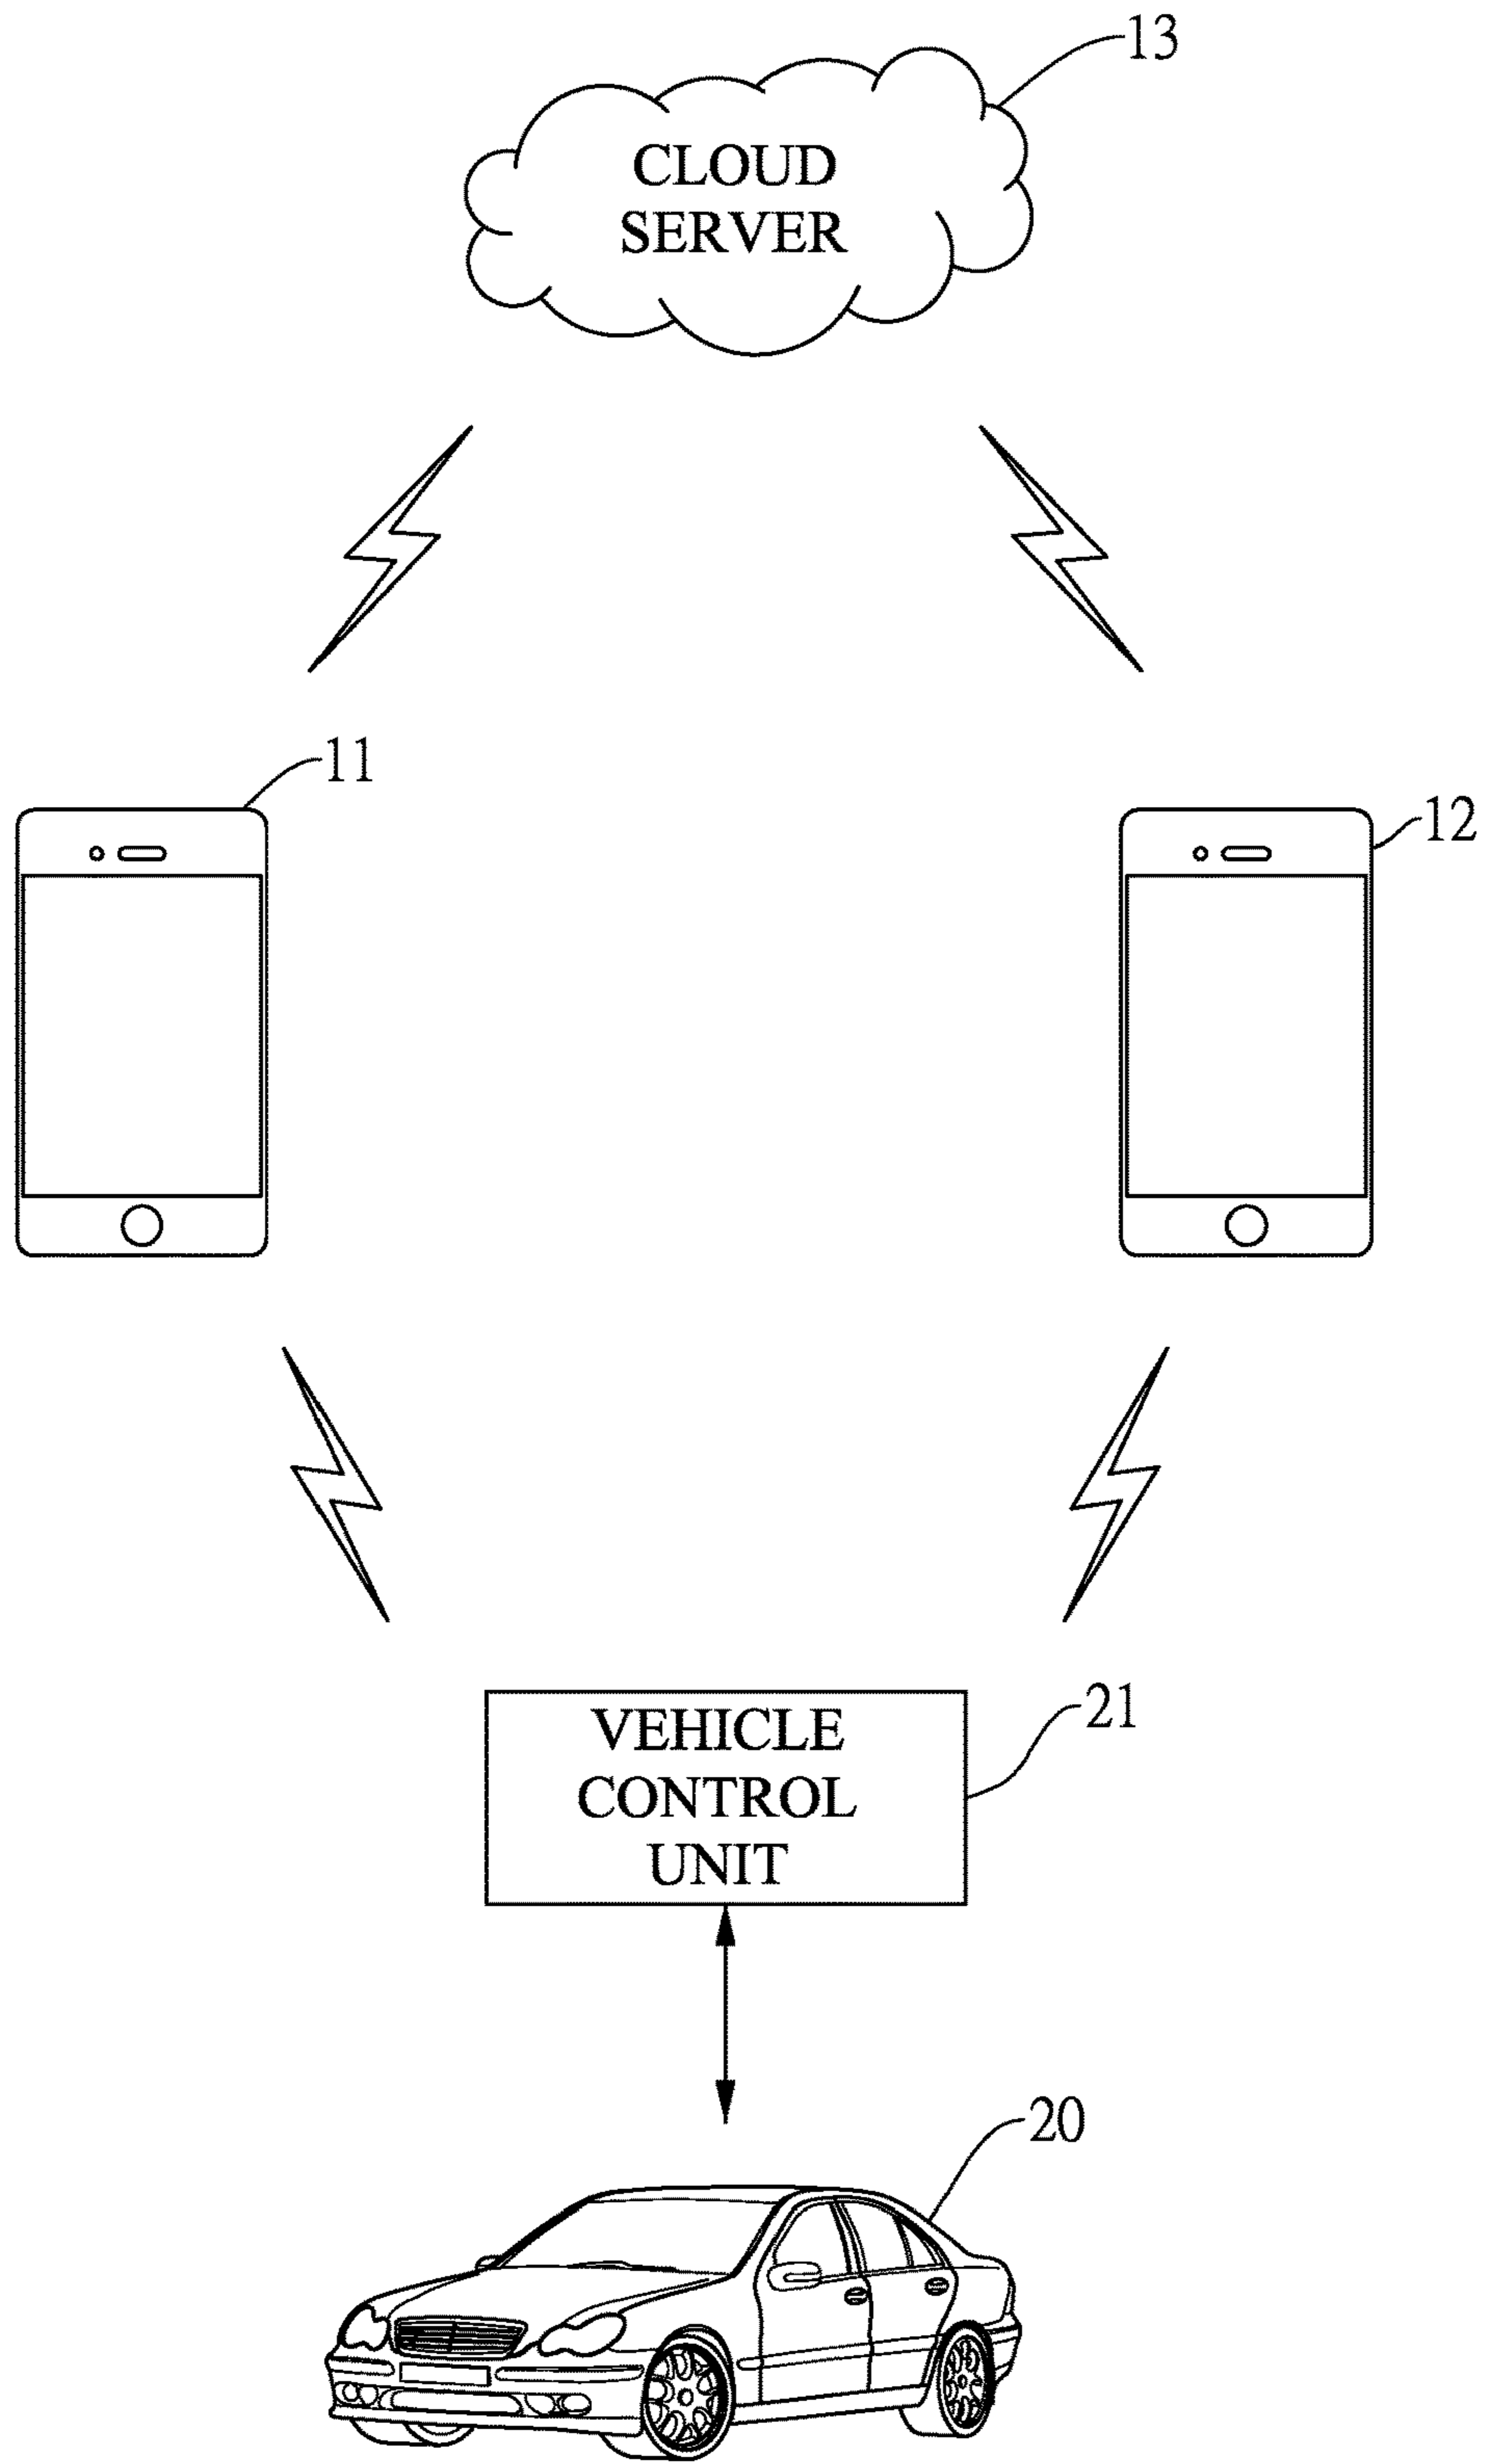 13
CLOUD
SERVER
11
12
21
VEHICLE
CONTROL
UNIT
20